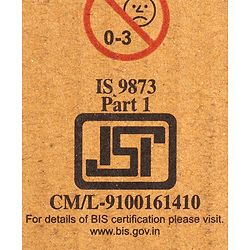 0-3
IS 9873
Part 1
ISI
CM/L-9100161410
For details of BIS certification please visit.
www.bis.gov.in